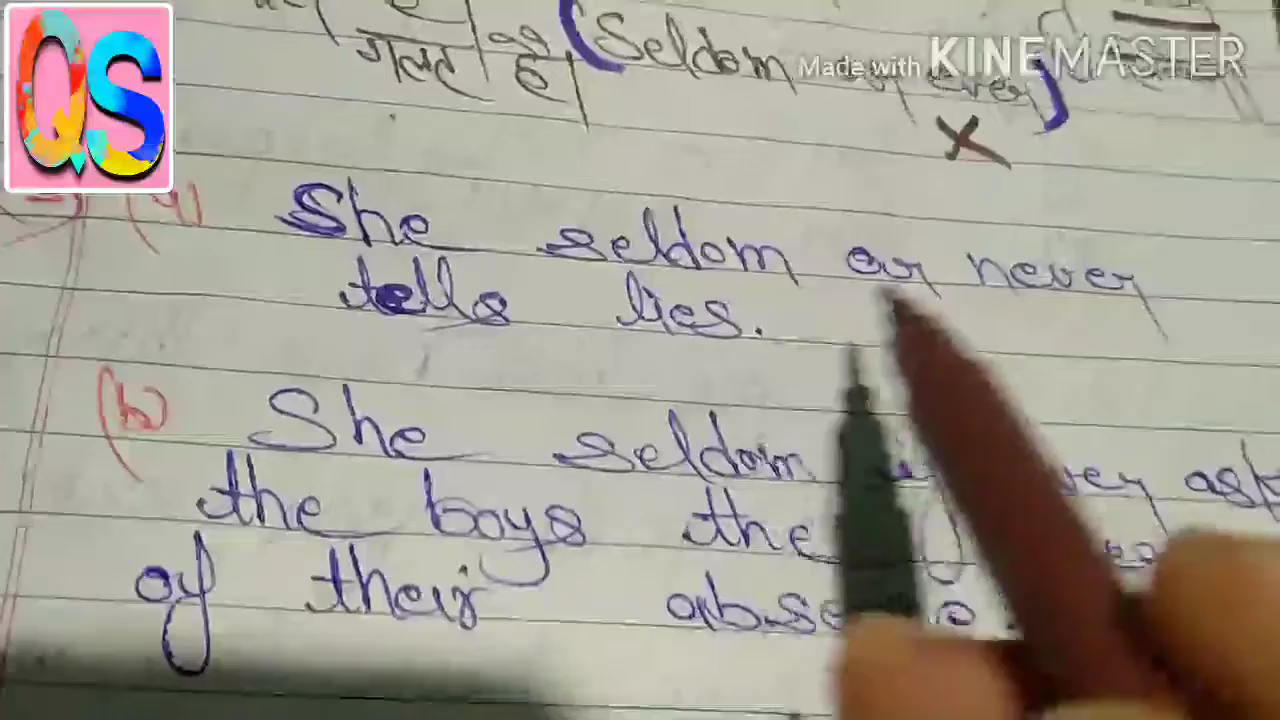 गलत है। (Seldom or ever)
Made with KINEMASTER
QS
(a) She seldom or never
tells lies.
(b) She seldom ask
the boys the
of their